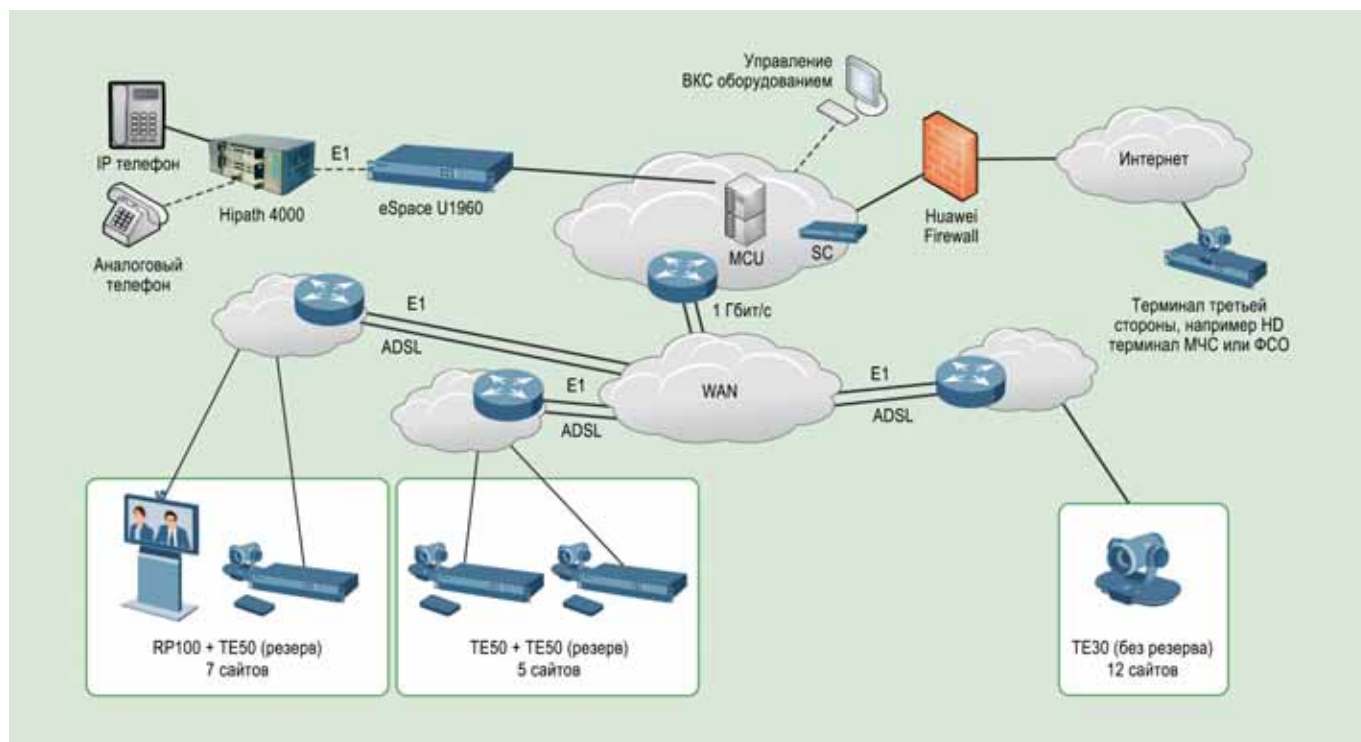 Управление
ВКС оборудованием
IP телефон
E1
Hipath 4000
eSpace U1960
Аналоговый
телефон
MCU
SC
Huawei
Firewall
Интернет
Терминал третьей
стороны, например HD
терминал МЧС или ФСО
1 Гбит/с
E1
ADSL
E1
ADSL
WAN
E1
ADSL
RP100 + TE50 (резерв)
7 сайтов
TE50 + TE50 (резерв)
5 сайтов
TE30 (без резерва)
12 сайтов